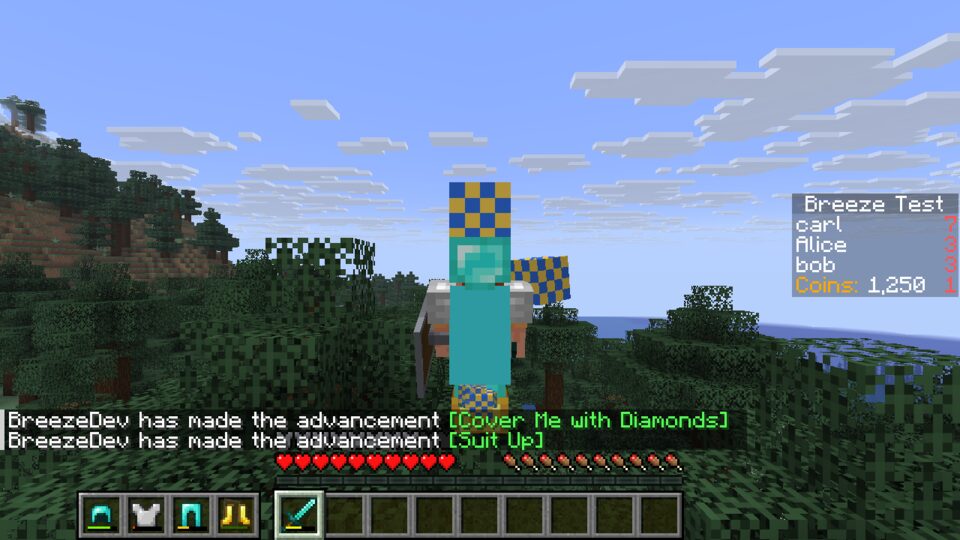 Breeze Test
carl 7
Alice 3
bob 3
Coins: 1,250 1
BreezeDev has made the advancement [Cover Me with Diamonds]
BreezeDev has made the advancement [Suit Up]